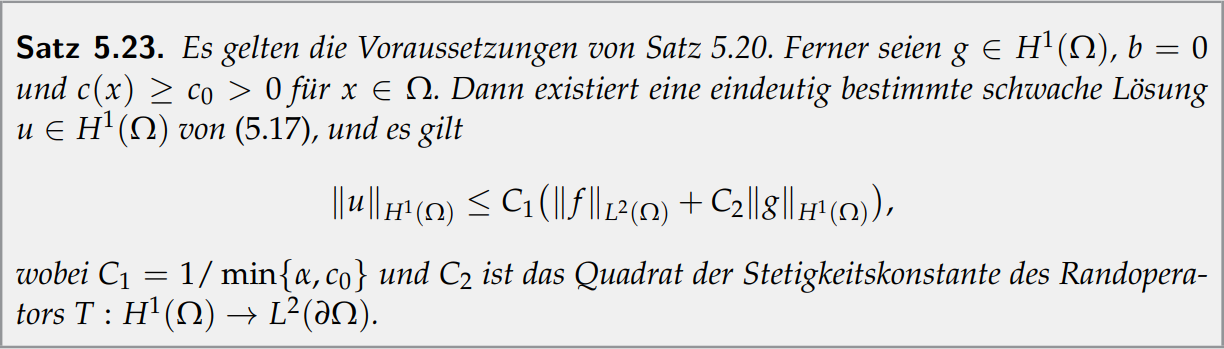 Satz 5.23. Es gelten die Voraussetzungen von Satz 5.20. Ferner seien g ∈ H¹(Ω), b = 0
und c(x) ≥ c₀ > 0 für x ∈ Ω. Dann existiert eine eindeutig bestimmte schwache Lösung
u ∈ H¹(Ω) von (5.17), und es gilt
‖u‖_{H¹(Ω)} ≤ C₁(‖f‖_{L²(Ω)} + C₂‖g‖_{H¹(Ω)}),
wobei C₁ = 1/ min{α, c₀} und C₂ ist das Quadrat der Stetigkeitskonstante des Randopera-
tors T : H¹(Ω) → L²(∂Ω).